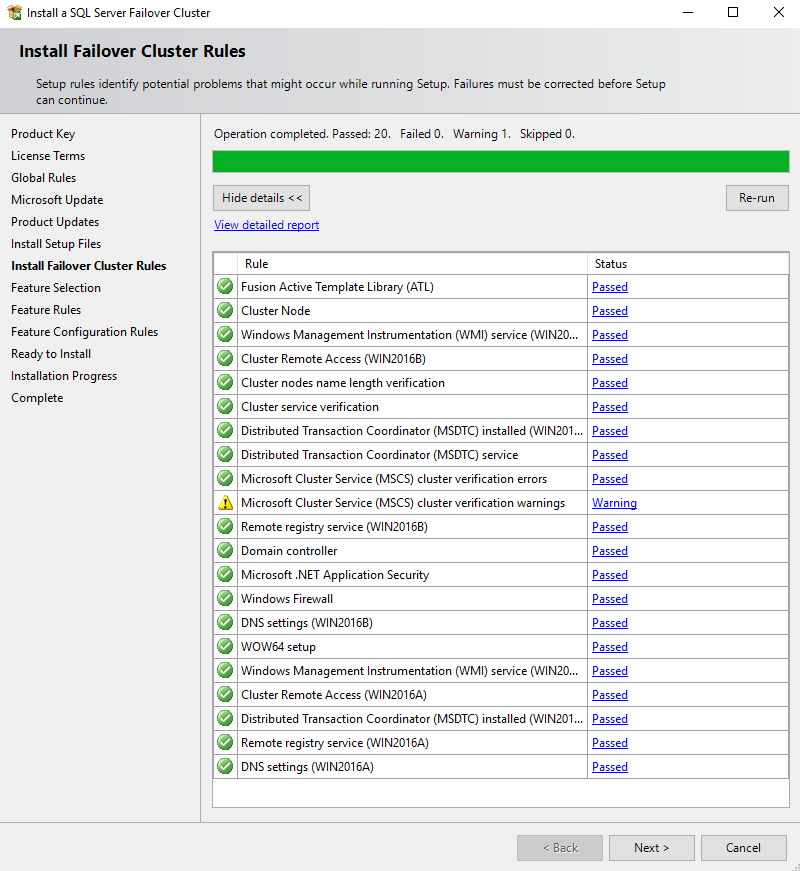 Install a SQL Server Failover Cluster
Install Failover Cluster Rules
Setup rules identify potential problems that might occur while running Setup. Failures must be corrected before Setup
can continue.
Product Key
License Terms
Global Rules
Microsoft Update
Product Updates
Install Setup Files
Install Failover Cluster Rules
Feature Selection
Feature Rules
Feature Configuration Rules
Ready to Install
Installation Progress
Complete
Operation completed. Passed: 20.   Failed 0.   Warning 1.   Skipped 0.
Hide details <<
Re-run
View detailed report
Rule Status
Fusion Active Template Library (ATL) Passed
Cluster Node Passed
Windows Management Instrumentation (WMI) service (WIN20... Passed
Cluster Remote Access (WIN2016B) Passed
Cluster nodes name length verification Passed
Cluster service verification Passed
Distributed Transaction Coordinator (MSDTC) installed (WIN201... Passed
Distributed Transaction Coordinator (MSDTC) service Passed
Microsoft Cluster Service (MSCS) cluster verification errors Passed
Microsoft Cluster Service (MSCS) cluster verification warnings Warning
Remote registry service (WIN2016B) Passed
Domain controller Passed
Microsoft .NET Application Security Passed
Windows Firewall Passed
DNS settings (WIN2016B) Passed
WOW64 setup Passed
Windows Management Instrumentation (WMI) service (WIN20... Passed
Cluster Remote Access (WIN2016A) Passed
Distributed Transaction Coordinator (MSDTC) installed (WIN201... Passed
Remote registry service (WIN2016A) Passed
DNS settings (WIN2016A) Passed
< Back
Next >
Cancel